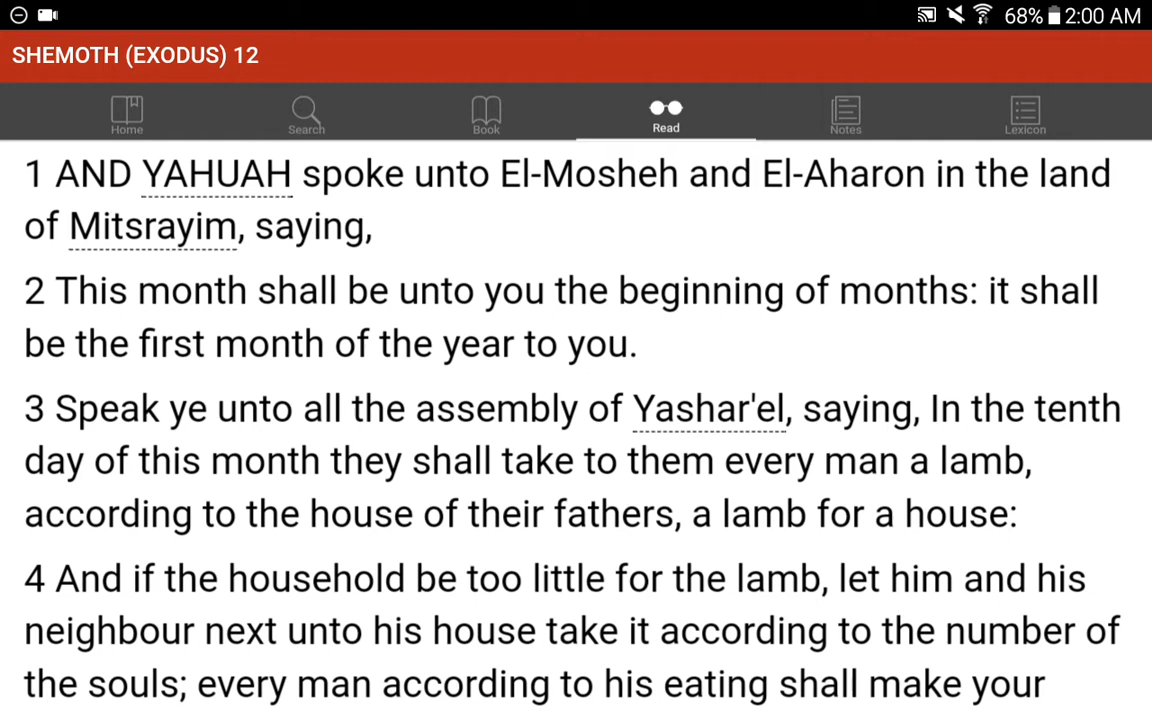 68% 2:00 AM
SHEMOTH (EXODUS) 12
Home Search Book Read Notes Lexicon
1 AND YAHUAH spoke unto El-Mosheh and El-Aharon in the land
of Mitsrayim, saying,
2 This month shall be unto you the beginning of months: it shall
be the first month of the year to you.
3 Speak ye unto all the assembly of Yashar'el, saying, In the tenth
day of this month they shall take to them every man a lamb,
according to the house of their fathers, a lamb for a house:
4 And if the household be too little for the lamb, let him and his
neighbour next unto his house take it according to the number of
the souls; every man according to his eating shall make your